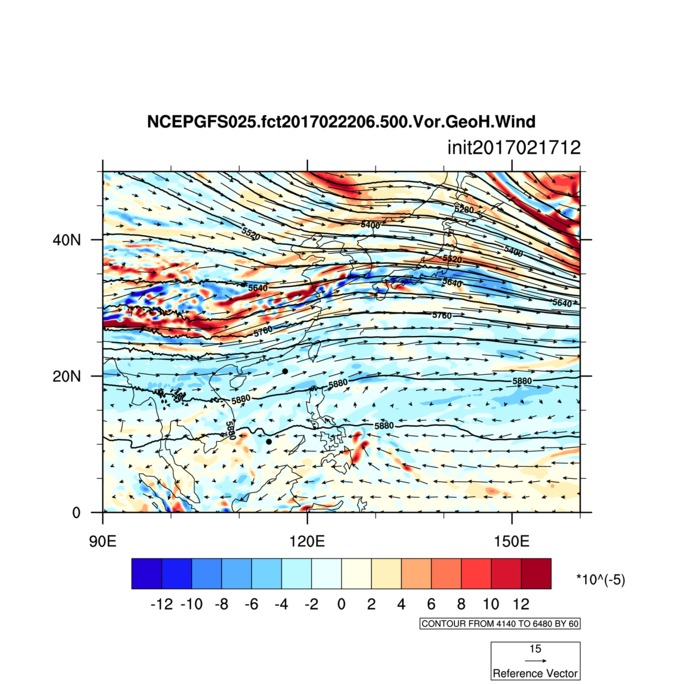 NCEPGFS025.fct2017022206.500.Vor.GeoH.Wind
init2017021712
5280
5400
5520
40N
5520
5400
5640
5640
5640
5760
5760
20N
5880
5880
5880
5880
5880
0
90E 120E 150E
-12 -10 -8 -6 -4 -2 0 2 4 6 8 10 12
*10^(-5)
CONTOUR FROM 4140 TO 6480 BY 60
15
Reference Vector